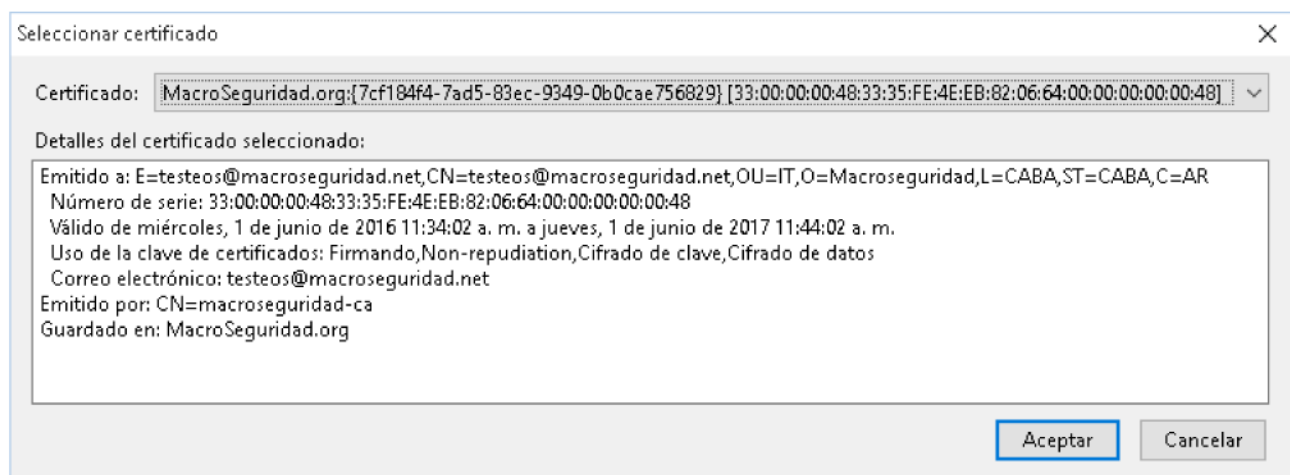 Seleccionar certificado
Certificado: MacroSeguridad.org:{7cf184f4-7ad5-83ec-9349-0b0cae756829} [33:00:00:00:48:33:35:FE:4E:EB:82:06:64:00:00:00:00:00:48]
Detalles del certificado seleccionado:
Emitido a: E=testeos@macroseguridad.net,CN=testeos@macroseguridad.net,OU=IT,O=Macroseguridad,L=CABA,ST=CABA,C=AR
Número de serie: 33:00:00:00:48:33:35:FE:4E:EB:82:06:64:00:00:00:00:00:48
Válido de miércoles, 1 de junio de 2016 11:34:02 a. m. a jueves, 1 de junio de 2017 11:44:02 a. m.
Uso de la clave de certificados: Firmando,Non-repudiation,Cifrado de clave,Cifrado de datos
Correo electrónico: testeos@macroseguridad.net
Emitido por: CN=macroseguridad-ca
Guardado en: MacroSeguridad.org
Aceptar Cancelar